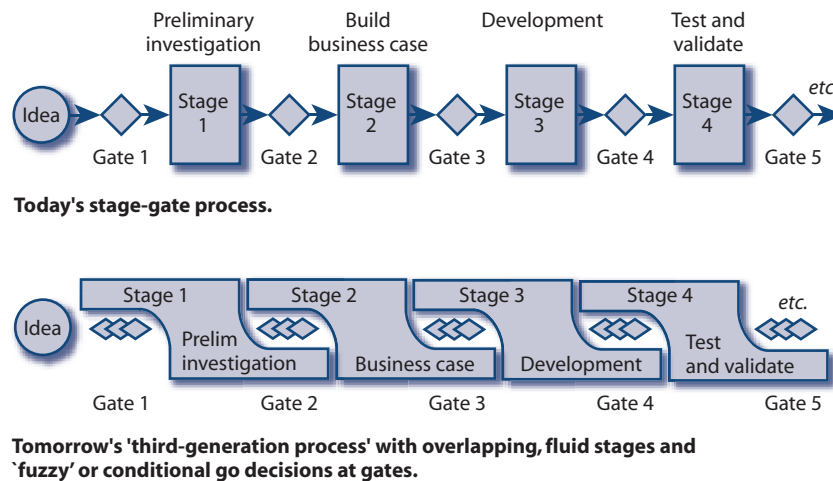 Preliminary
investigation
Build
business case
Development
Test and
validate
Idea
Stage
1
Stage
2
Stage
3
Stage
4
etc
Gate 1
Gate 2
Gate 3
Gate 4
Gate 5
Today's stage-gate process.
Idea
Stage 1
Stage 2
Stage 3
Stage 4
etc.
Prelim
investigation
Business case
Development
Test
and validate
Gate 1
Gate 2
Gate 3
Gate 4
Gate 5
Tomorrow's 'third-generation process' with overlapping, fluid stages and
`fuzzy’ or conditional go decisions at gates.